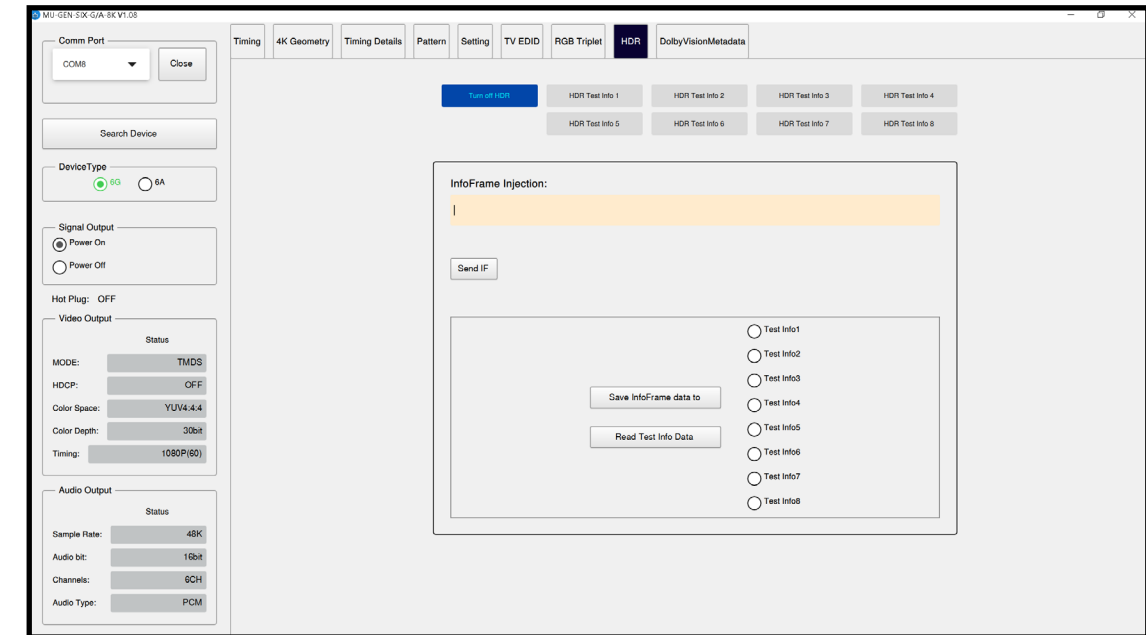 MU-GEN-SIX-G/A-8K V1.08
Comm Port
COM8
Close
Search Device
DeviceType
6G
6A
Signal Output
Power On
Power Off
Hot Plug: OFF
Video Output
Status
MODE: TMDS
HDCP: OFF
Color Space: YUV4:4:4
Color Depth: 30bit
Timing: 1080P(60)
Audio Output
Status
Sample Rate: 48K
Audio bit: 16bit
Channels: 6CH
Audio Type: PCM
Timing 4K Geometry Timing Details Pattern Setting TV EDID RGB Triplet HDR DolbyVisionMetadata
Turn off HDR HDR Test Info 1 HDR Test Info 2 HDR Test Info 3 HDR Test Info 4
HDR Test Info 5 HDR Test Info 6 HDR Test Info 7 HDR Test Info 8
InfoFrame Injection:
Send IF
Save InfoFrame data to
Read Test Info Data
Test Info1
Test Info2
Test Info3
Test Info4
Test Info5
Test Info6
Test Info7
Test Info8